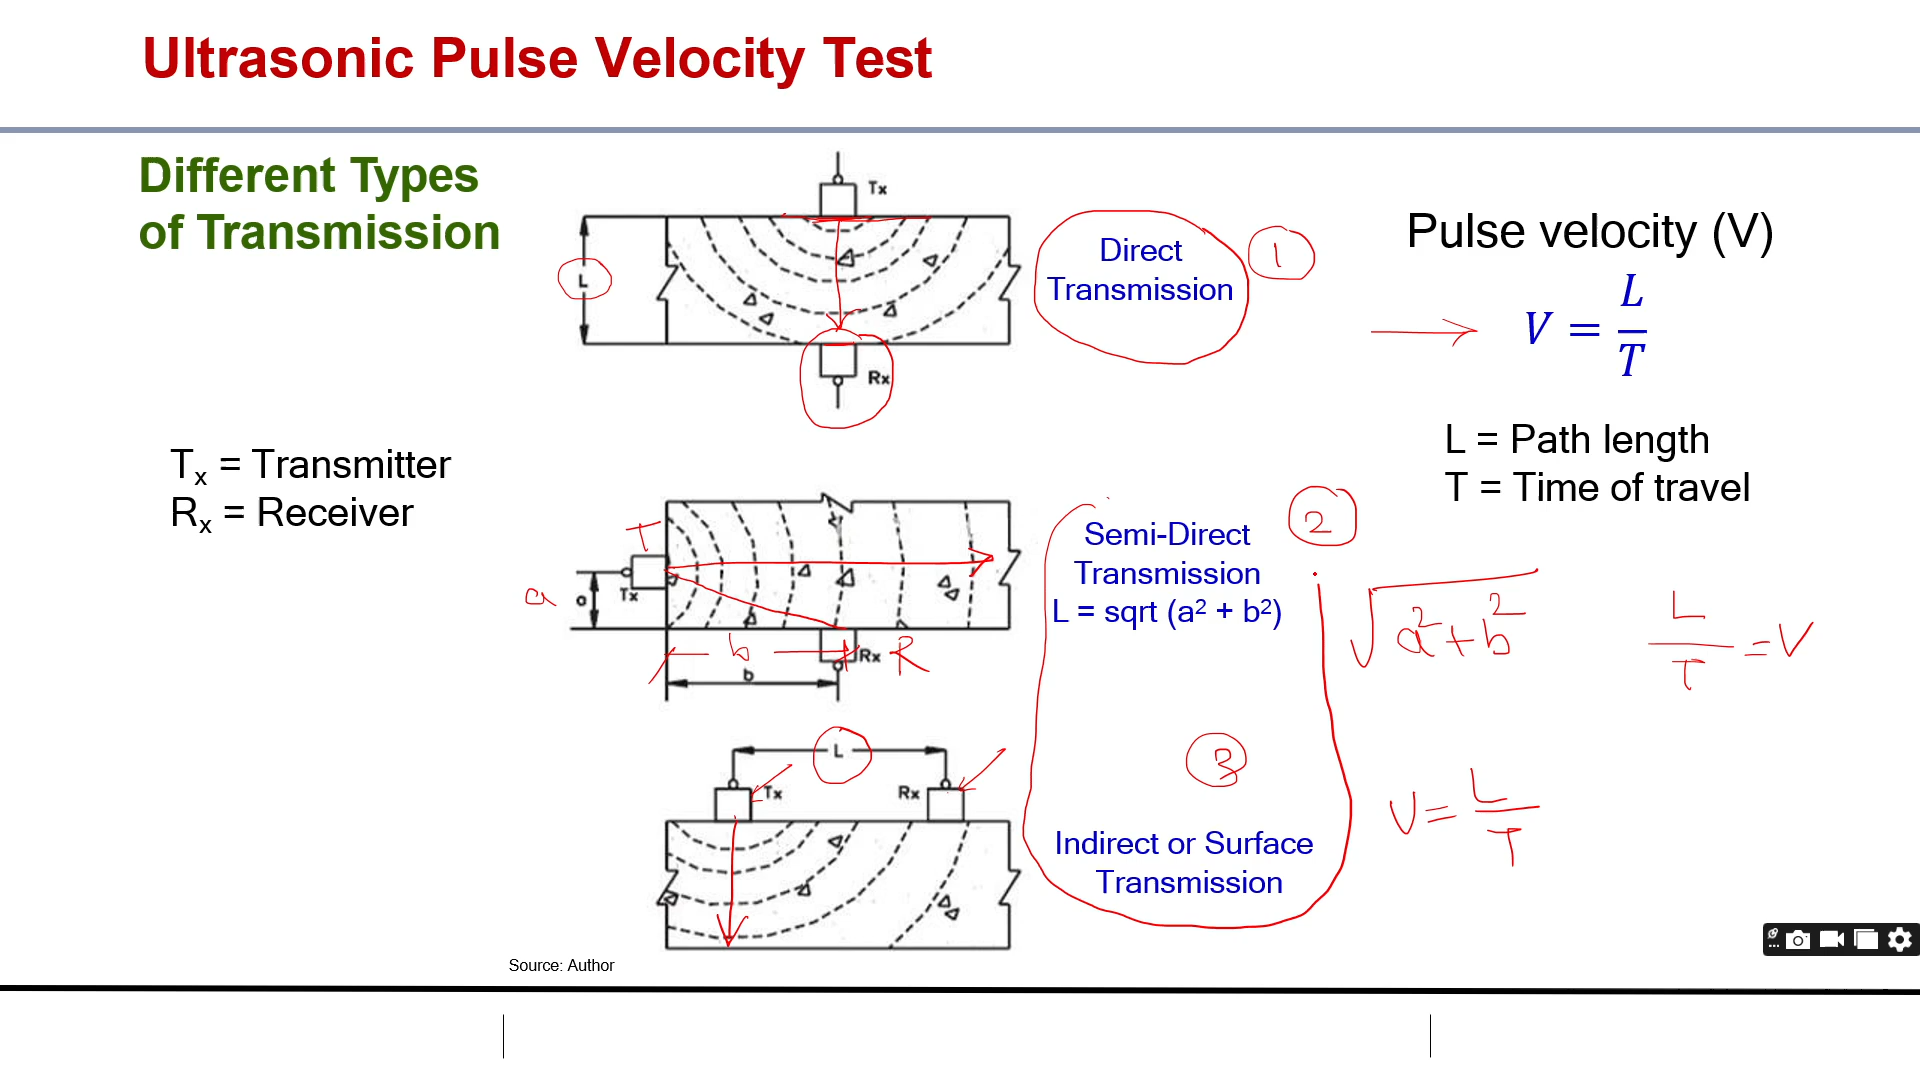 Ultrasonic Pulse Velocity Test
Different Types
of Transmission
Tx
L
Rx
Direct
Transmission
1
Pulse velocity (V)
V = L/T
L = Path length
T = Time of travel
Tx = Transmitter
Rx = Receiver
T
a
a
Tx
b
b
Rx
R
Semi-Direct
Transmission
L = sqrt (a² + b²)
2
√a²+b²
L/T = V
L
Tx
Rx
3
Indirect or Surface
Transmission
V = L/T
Source: Author